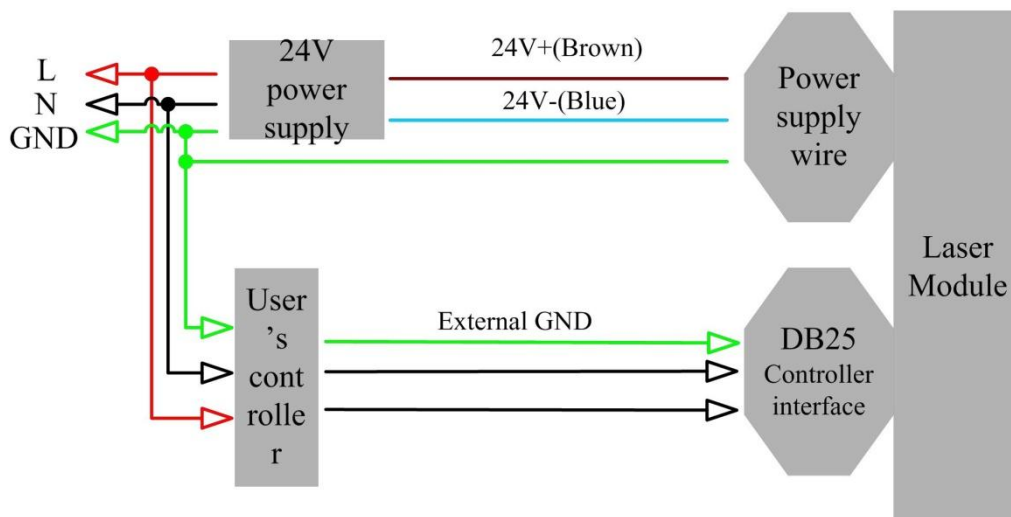 L
N
GND
24V
power
supply
24V+(Brown)
24V-(Blue)
Power
supply
wire
Laser
Module
User
’s
cont
rolle
r
External GND
DB25
Controller
interface